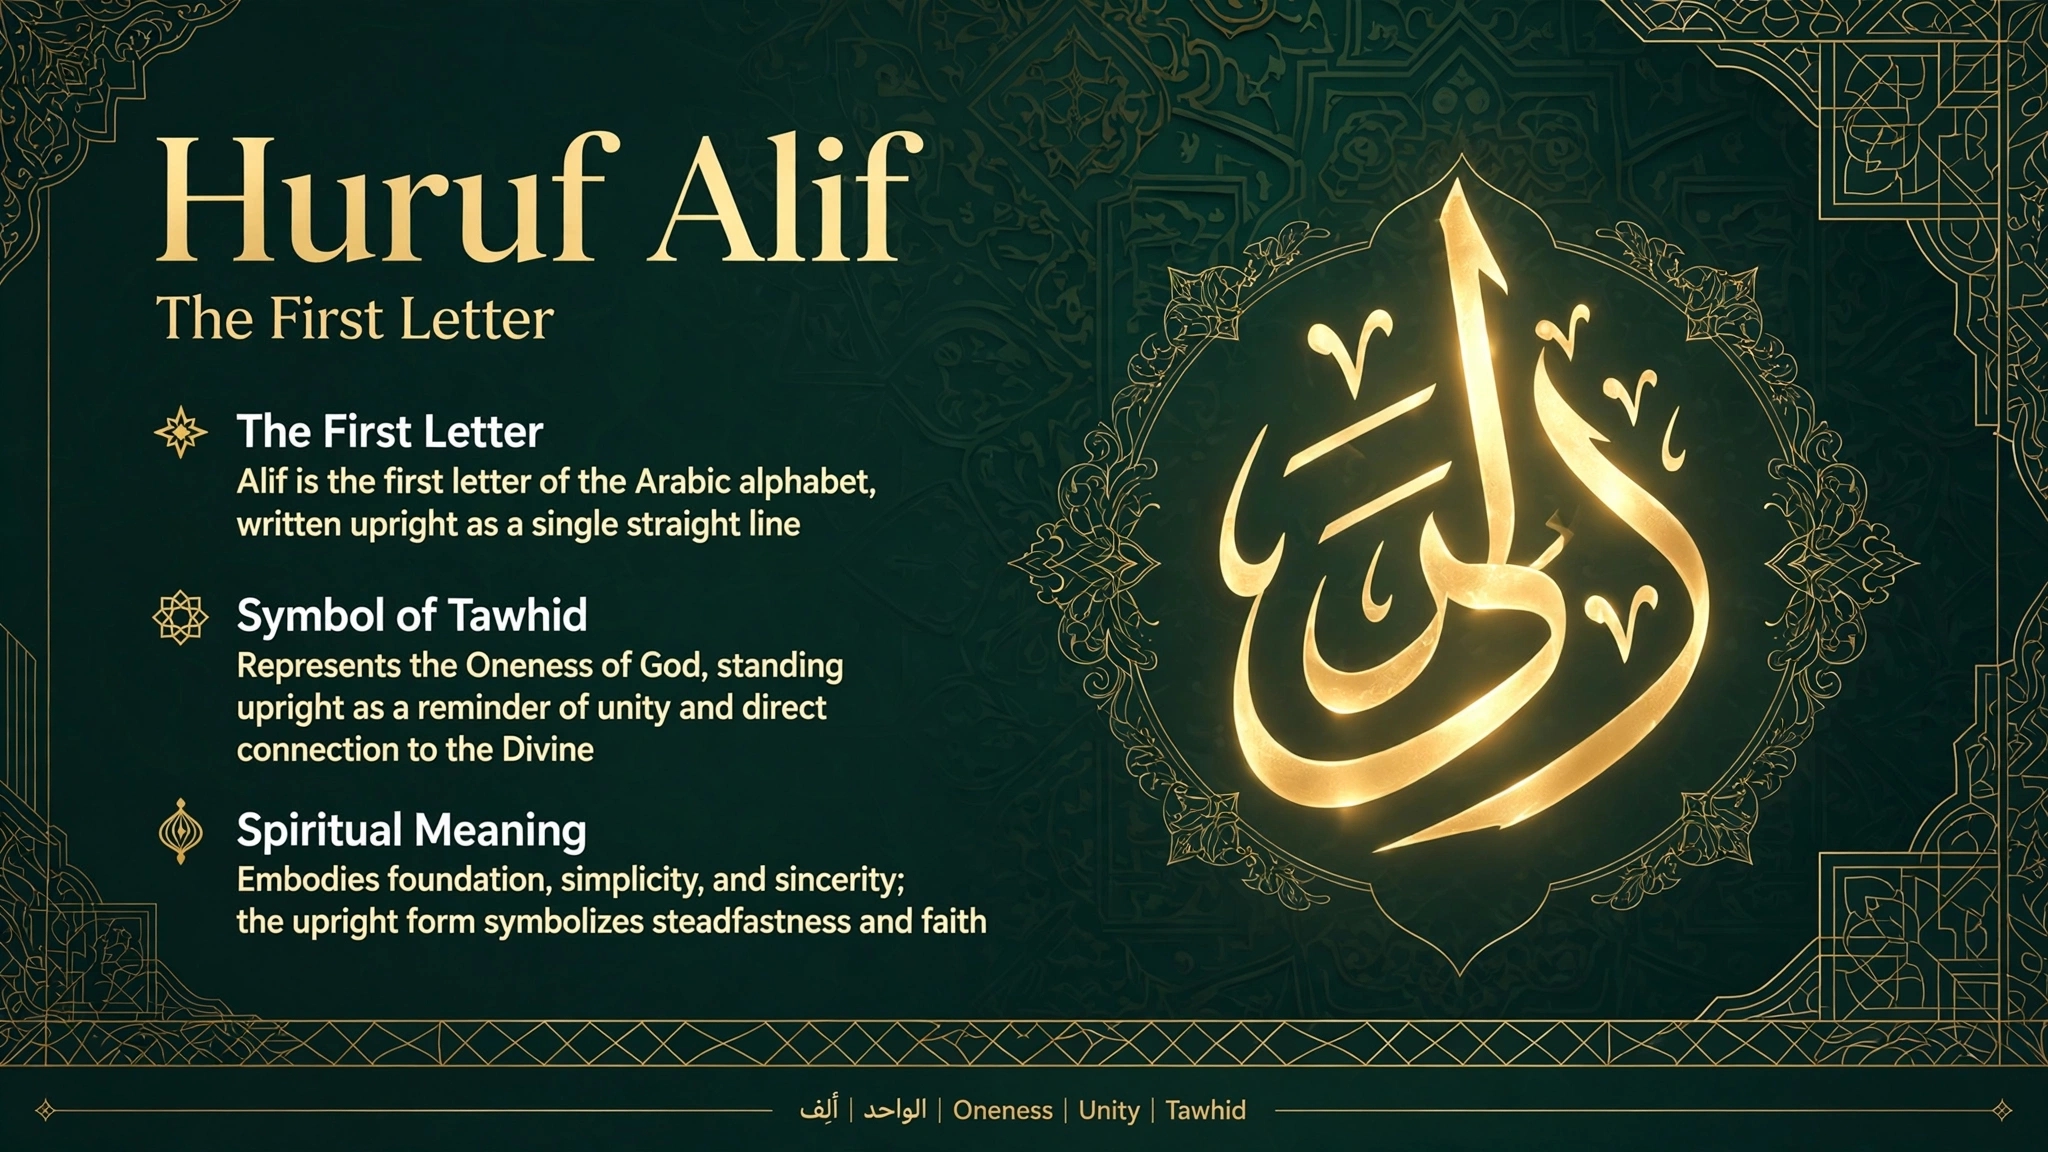 Huruf Alif
The First Letter
The First Letter
Alif is the first letter of the Arabic alphabet,
written upright as a single straight line
Symbol of Tawhid
Represents the Oneness of God, standing
upright as a reminder of unity and direct
connection to the Divine
Spiritual Meaning
Embodies foundation, simplicity, and sincerity;
the upright form symbolizes steadfastness and faith
ألِف | الواحد | Oneness | Unity | Tawhid